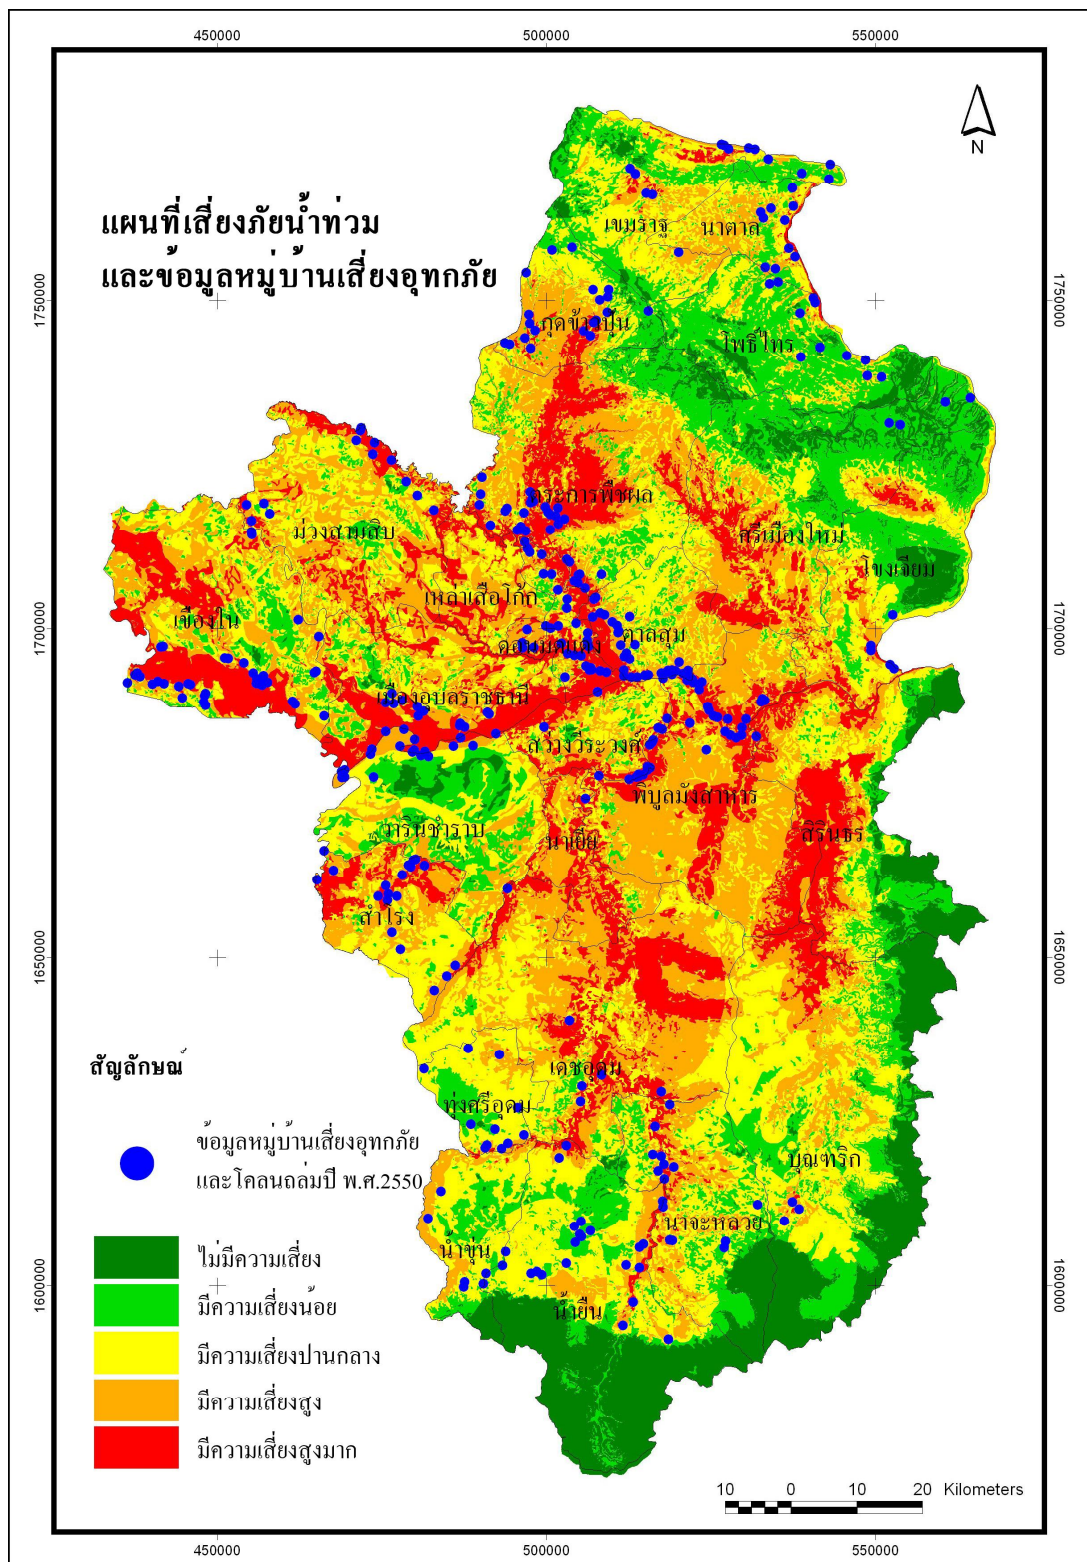 450000
500000
550000
N
แผนที่เสี่ยงภัยน้ำท่วม
และข้อมูลหมู่บ้านเสี่ยงอุทกภัย
เขมราฐ
นาตาล
1750000
1750000
กุดข้าวปุ้น
โพธิ์ไทร
ตระการพืชผล
ม่วงสามสิบ
ศรีเมืองใหม่
โขงเจียม
เหล่าเสือโก้ก
เขื่องใน
1700000
1700000
ดอนมดแดง
ตาลสุม
เมืองอุบลราชธานี
สว่างวีระวงศ์
พิบูลมังสาหาร
วารินชำราบ
นาเยีย
สิรินธร
สำโรง
1650000
1650000
เดชอุดม
ทุ่งศรีอุดม
บุณฑริก
นาจะหลวย
น้ำขุ่น
น้ำยืน
1600000
1600000
สัญลักษณ์
ข้อมูลหมู่บ้านเสี่ยงอุทกภัย
และโคลนถล่มปี พ.ศ.2550
ไม่มีความเสี่ยง
มีความเสี่ยงน้อย
มีความเสี่ยงปานกลาง
มีความเสี่ยงสูง
มีความเสี่ยงสูงมาก
10 0 10 20 Kilometers
450000
500000
550000